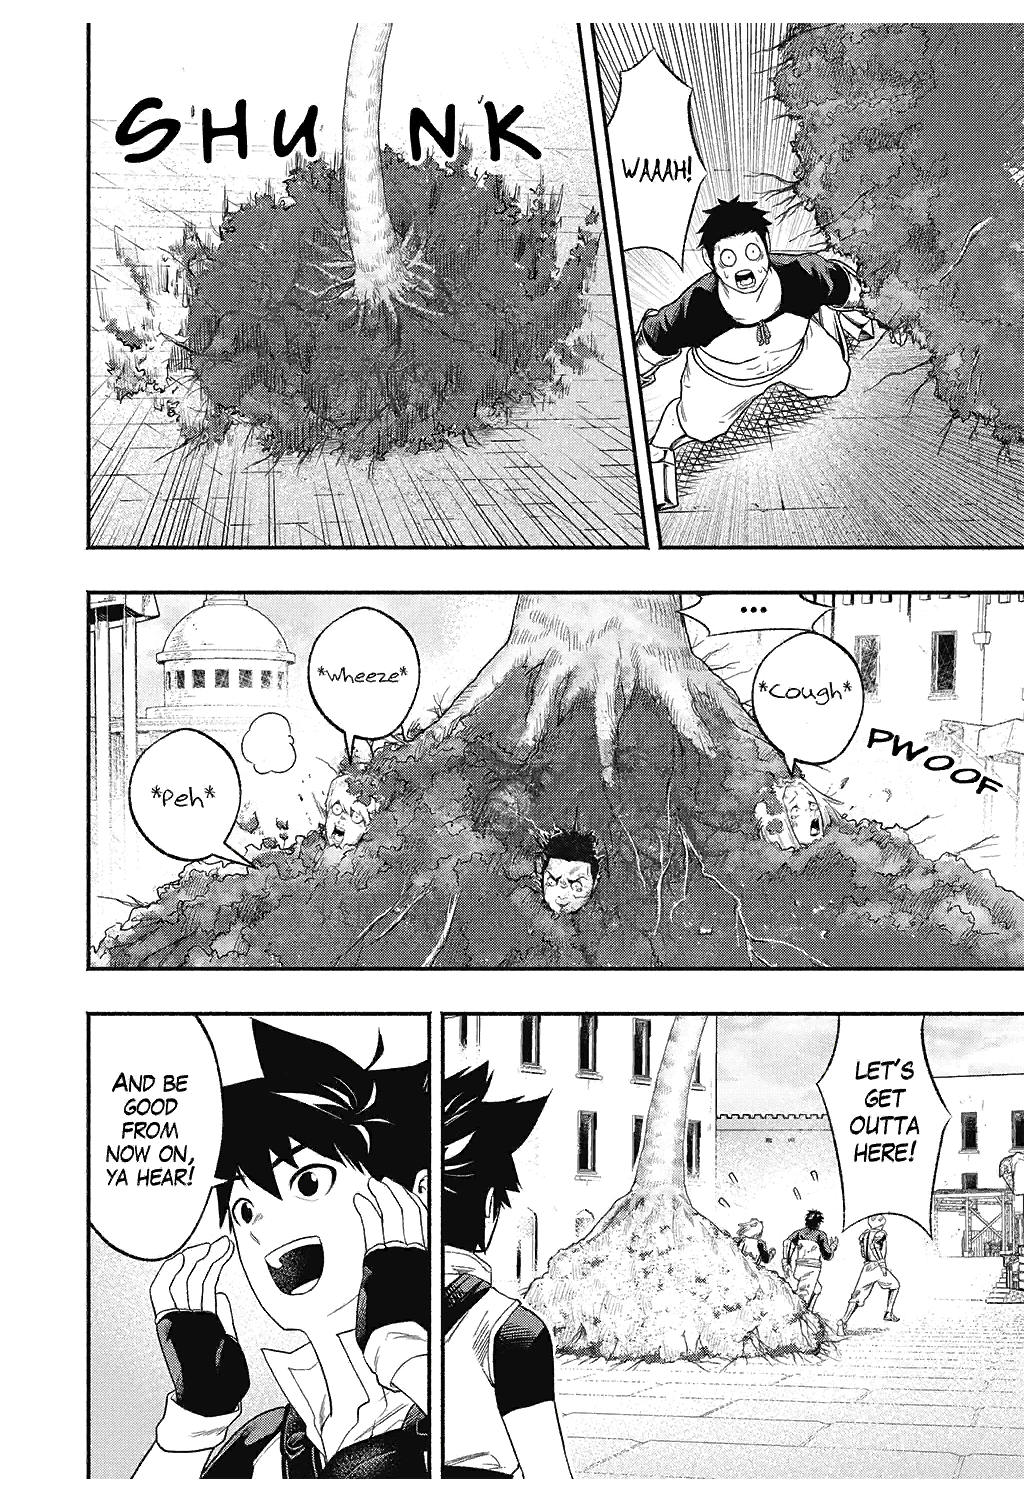 WAAAH!
SHUNK
...
*Cough*
PWOOF
*Wheeze*
*Peh*
LET'S
GET
OUTTA
HERE!
AND BE
GOOD
FROM
NOW ON,
YA HEAR!